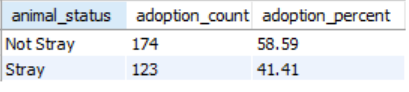 animal_status adoption_count adoption_percent
Not Stray 174 58.59
Stray 123 41.41